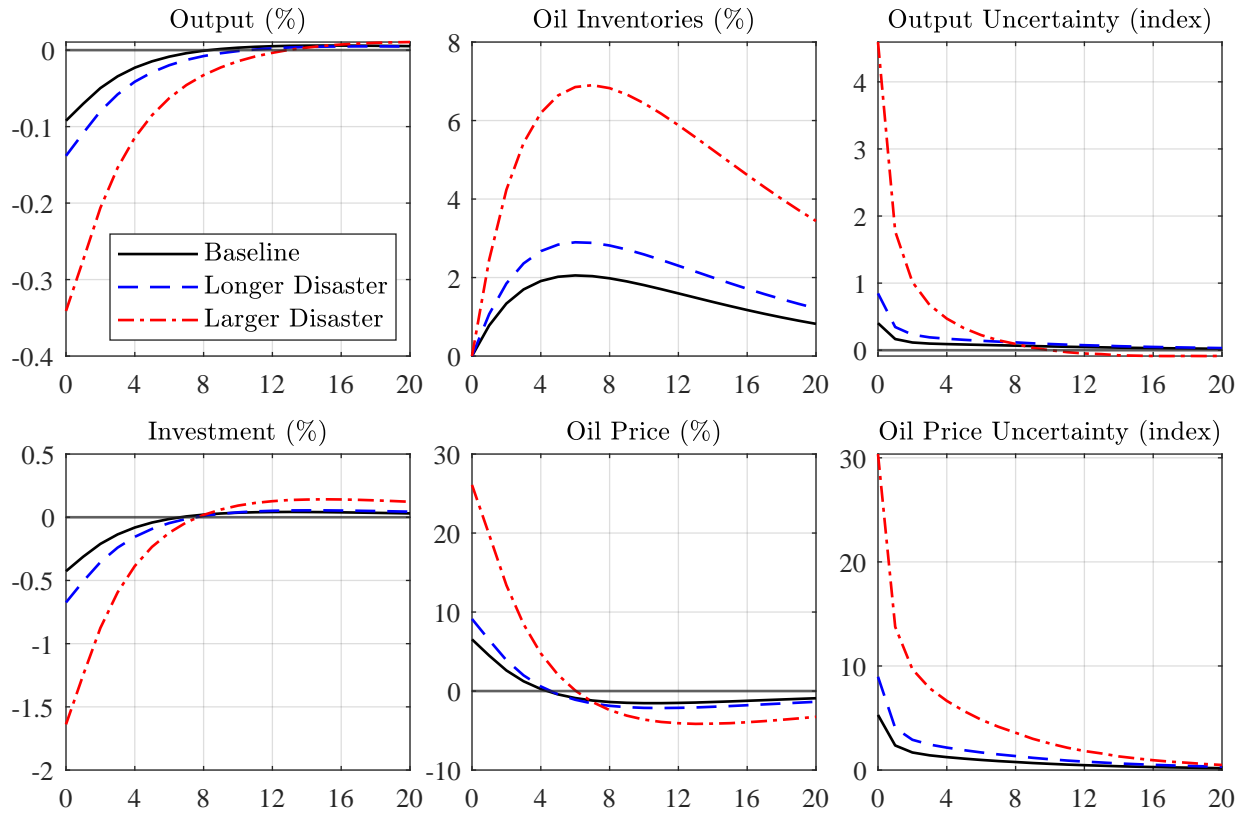 Output (%)
0
-0.1
-0.2
-0.3
-0.4
0 4 8 12 16 20
Baseline
Longer Disaster
Larger Disaster
Oil Inventories (%)
8
6
4
2
0
0 4 8 12 16 20
Output Uncertainty (index)
4
3
2
1
0
0 4 8 12 16 20
Investment (%)
0.5
0
-0.5
-1
-1.5
-2
0 4 8 12 16 20
Oil Price (%)
30
20
10
0
-10
0 4 8 12 16 20
Oil Price Uncertainty (index)
30
20
10
0
0 4 8 12 16 20